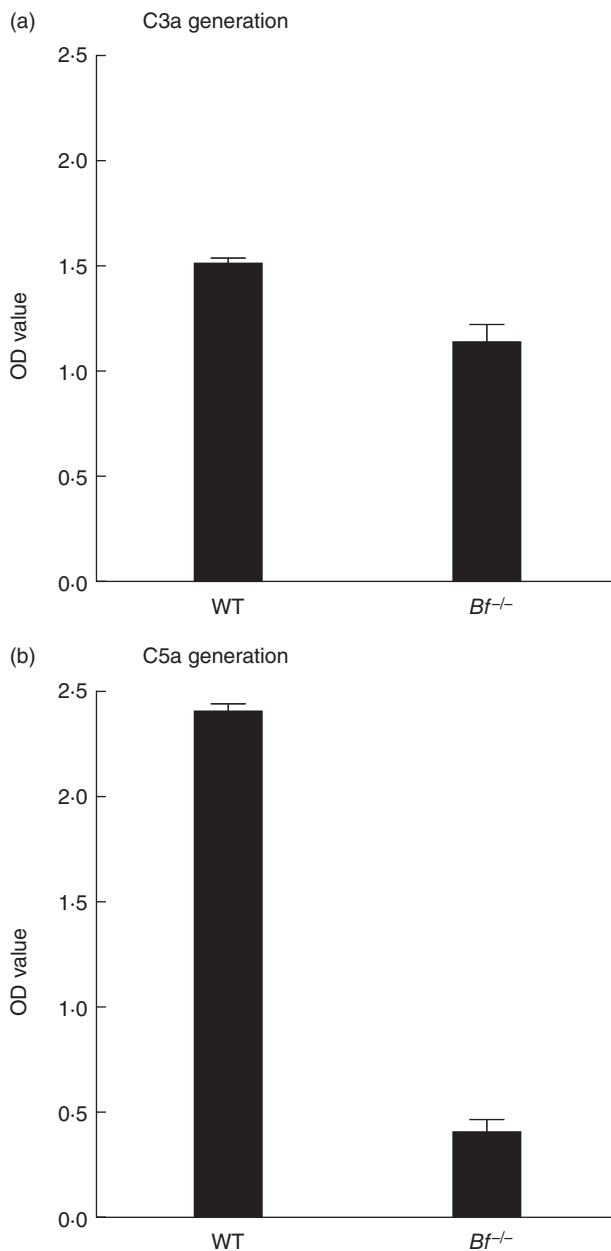 (a) C3a generation
2·5
2·0
1·5
1·0
0·5
0·0
OD value
WT Bf–/–
(b) C5a generation
2·5
2·0
1·5
1·0
0·5
0·0
OD value
WT Bf–/–